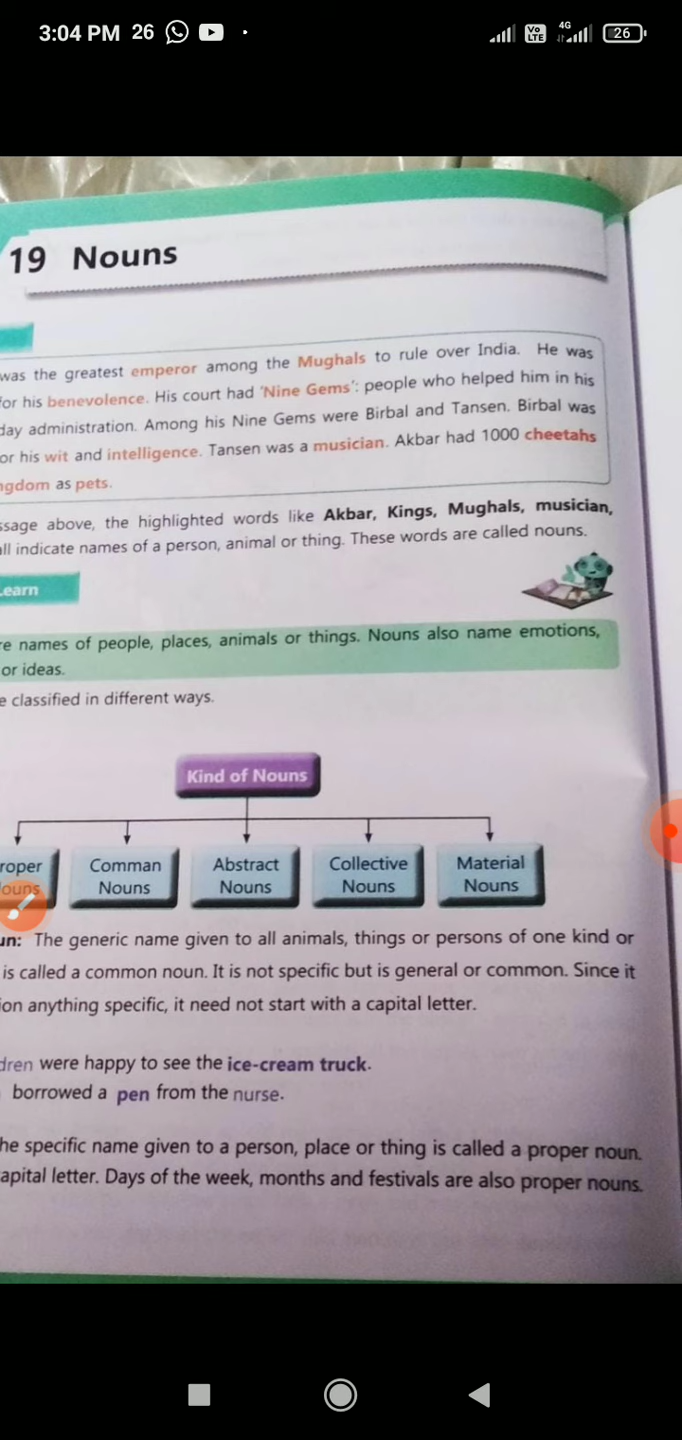 3:04 PM 26
Vo LTE 4G 26
19 Nouns
was the greatest emperor among the Mughals to rule over India. He was
for his benevolence. His court had 'Nine Gems': people who helped him in his
day administration. Among his Nine Gems were Birbal and Tansen. Birbal was
or his wit and intelligence. Tansen was a musician. Akbar had 1000 cheetahs
ngdom as pets.
ssage above, the highlighted words like Akbar, Kings, Mughals, musician,
all indicate names of a person, animal or thing. These words are called nouns.
Learn
re names of people, places, animals or things. Nouns also name emotions,
or ideas.
e classified in different ways.
Kind of Nouns
roper Comman Abstract Collective Material
ouns Nouns Nouns Nouns Nouns
un: The generic name given to all animals, things or persons of one kind or
is called a common noun. It is not specific but is general or common. Since it
ion anything specific, it need not start with a capital letter.
dren were happy to see the ice-cream truck.
borrowed a pen from the nurse.
he specific name given to a person, place or thing is called a proper noun.
apital letter. Days of the week, months and festivals are also proper nouns.